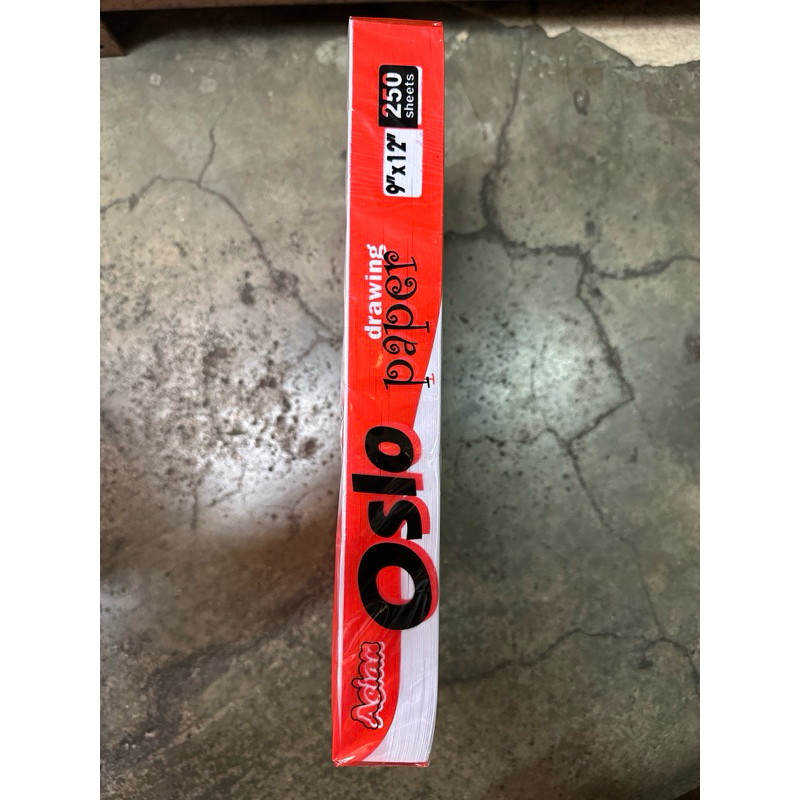 Asian
Oslo
drawing
paper
9"x12"
250
sheets